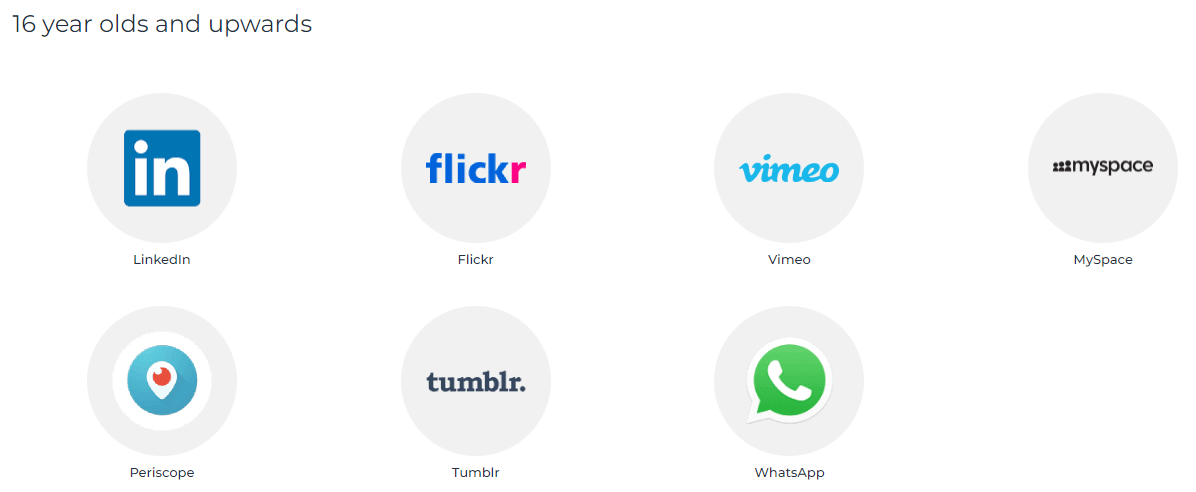 16 year olds and upwards
in flickr vimeo myspace
LinkedIn Flickr Vimeo MySpace
tumblr.
Periscope Tumblr WhatsApp